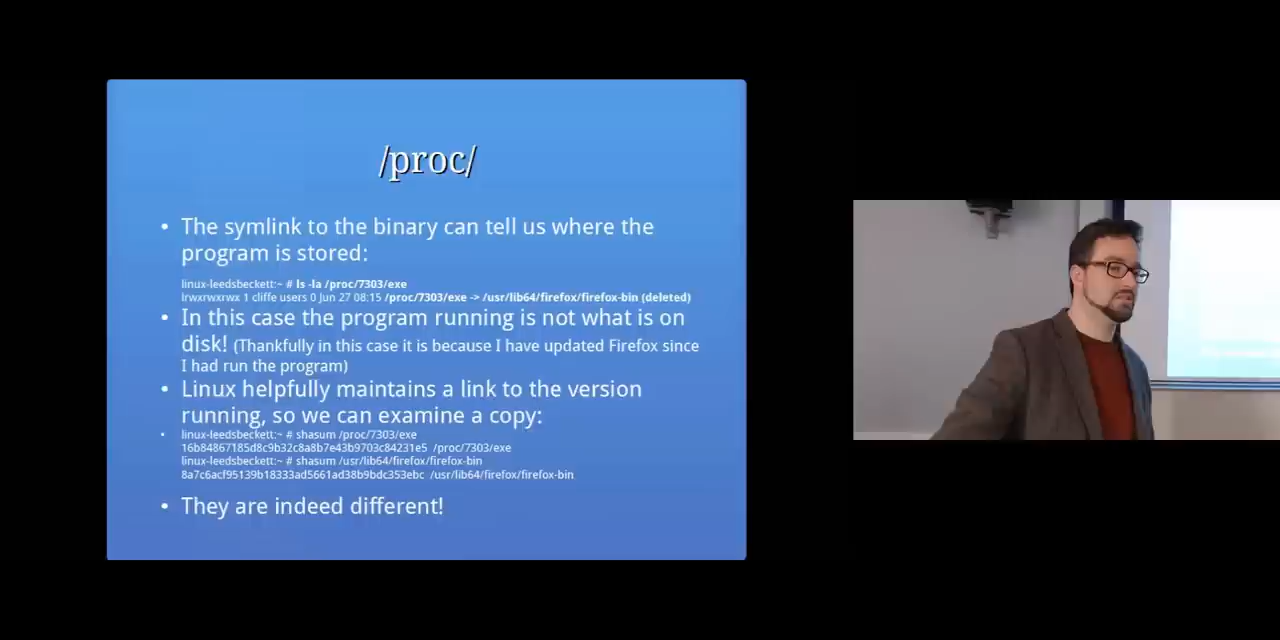 /proc/
• The symlink to the binary can tell us where the
program is stored:
linux-leedsbeckett:~ # ls -la /proc/7303/exe
lrwxrwxrwx 1 cliffe users 0 Jun 27 08:15 /proc/7303/exe -> /usr/lib64/firefox/firefox-bin (deleted)
• In this case the program running is not what is on
disk! (Thankfully in this case it is because I have updated Firefox since
I had run the program)
• Linux helpfully maintains a link to the version
running, so we can examine a copy:
• linux-leedsbeckett:~ # shasum /proc/7303/exe
16b84867185d8c9b32c8a8b7e43b9703c84231e5 /proc/7303/exe
linux-leedsbeckett:~ # shasum /usr/lib64/firefox/firefox-bin
8a7c6acf95139b18333ad5661ad38b9bdc353ebc /usr/lib64/firefox/firefox-bin
• They are indeed different!